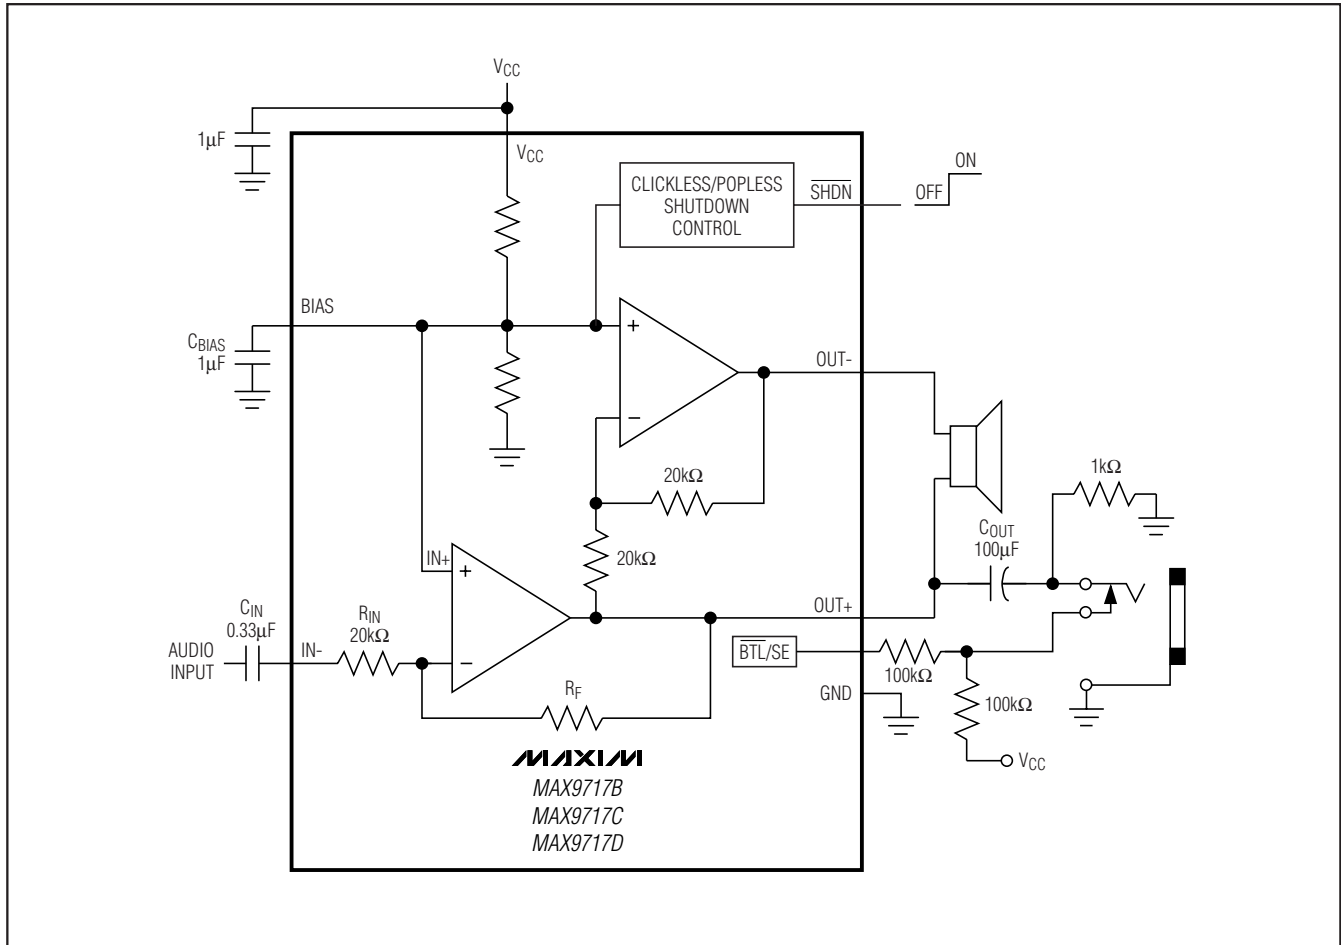 VCC
1µF
VCC
CLICKLESS/POPLESS
SHUTDOWN
CONTROL
SHDN
OFF
ON
BIAS
CBIAS
1µF
+
−
OUT-
20kΩ
20kΩ
1kΩ
COUT
100µF
IN+
+
−
CIN
0.33µF
RIN
20kΩ
AUDIO
INPUT
IN-
OUT+
BTL/SE
100kΩ
100kΩ
GND
RF
VCC
MAXIM
MAX9717B
MAX9717C
MAX9717D